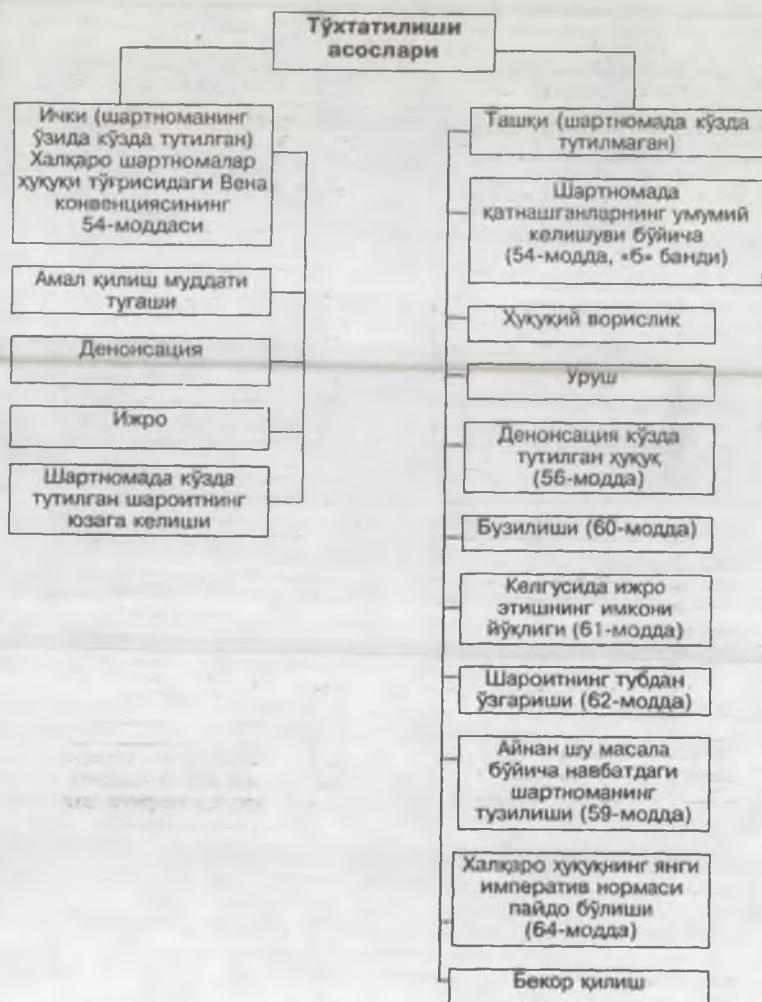 Тўхтатилиши
асослари
Ички (шартноманинг
ўзида кўзда тутилган)
Халқаро шартномалар
ҳуқуқи тўғрисидаги Вена
конвенциясининг
54-моддаси
Амал қилиш муддати
тугаши
Денонсация
Ижро
Шартномада кўзда
тутилган шароитнинг
юзага келиши
Ташқи (шартномада кўзда
тутилмаган)
Шартномада
қатнашганларнинг умумий
келишуви бўйича
(54-модда, «б» банди)
Ҳуқуқий ворислик
Уруш
Денонсация кўзда
тутилган ҳуқуқ
(56-модда)
Бузилиши (60-модда)
Келгусида ижро
этишнинг имкони
йўқлиги (61-модда)
Шароитнинг тубдан
ўзгариши (62-модда)
Айнан шу масала
бўйича навбатдаги
шартноманинг
тузилиши (59-модда)
Халқаро ҳуқуқнинг янги
императив нормаси
пайдо бўлиши
(64-модда)
Бекор қилиш